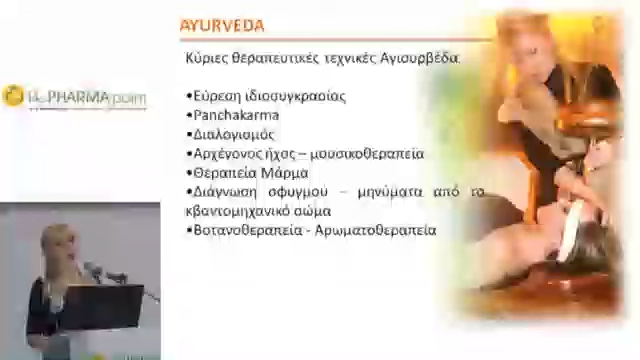 AYURVEDA
Κύριες θεραπευτικές τεχνικές Αγιουρβέδα
•Εύρεση ιδιοσυγκρασίας
•Panchakarma
•Διαλογισμός
•Αρχέγονος ήχος – μουσικοθεραπεία
•Θεραπεία Μάρμα
•Διάγνωση σφυγμού – μηνύματα από το
κβαντομηχανικό σώμα
•Βοτανοθεραπεία - Αρωματοθεραπεία
PHARMA point